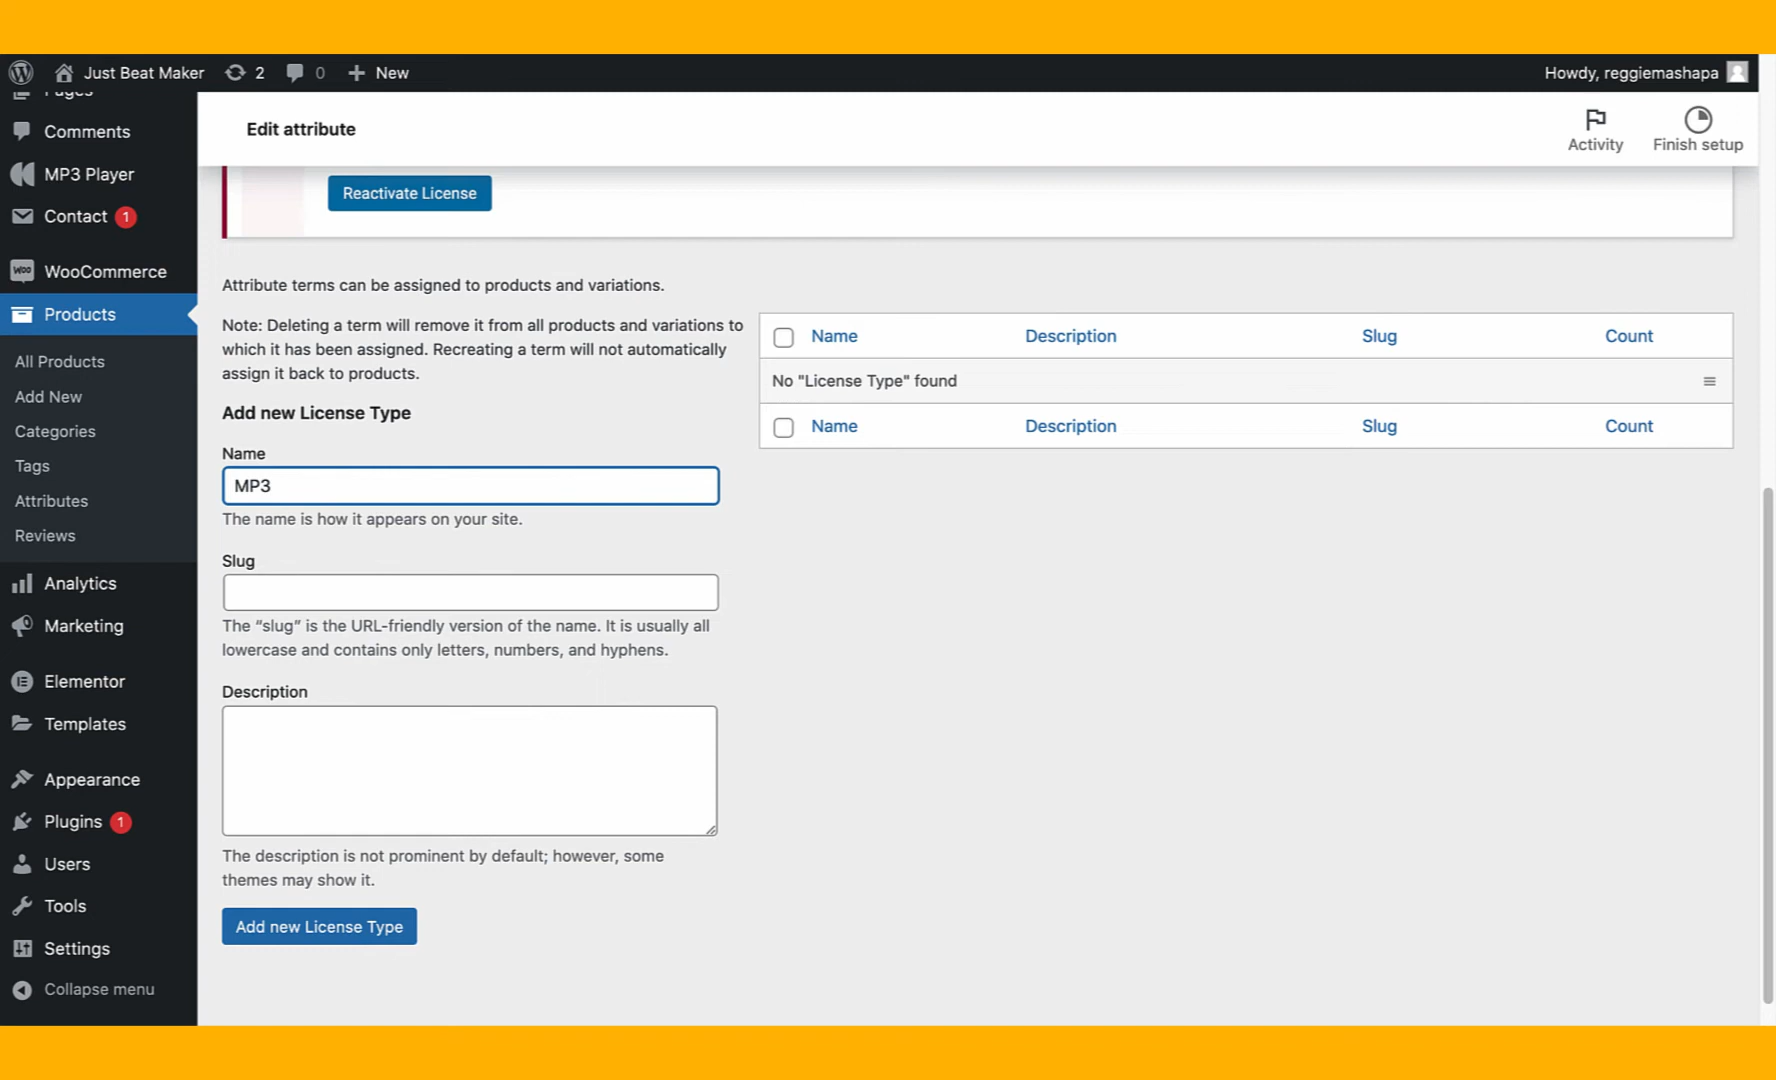 Just Beat Maker 2 0 New Howdy, reggiemashapa
Pages
Comments
MP3 Player
Contact 1
WooCommerce
Products
All Products
Add New
Categories
Tags
Attributes
Reviews
Analytics
Marketing
Elementor
Templates
Appearance
Plugins 1
Users
Tools
Settings
Collapse menu
Edit attribute
Activity
Finish setup
Reactivate License
Attribute terms can be assigned to products and variations.
Note: Deleting a term will remove it from all products and variations to
which it has been assigned. Recreating a term will not automatically
assign it back to products.
Add new License Type
Name
MP3
The name is how it appears on your site.
Slug
The “slug” is the URL-friendly version of the name. It is usually all
lowercase and contains only letters, numbers, and hyphens.
Description
The description is not prominent by default; however, some
themes may show it.
Add new License Type
Name Description Slug Count
No "License Type" found
Name Description Slug Count